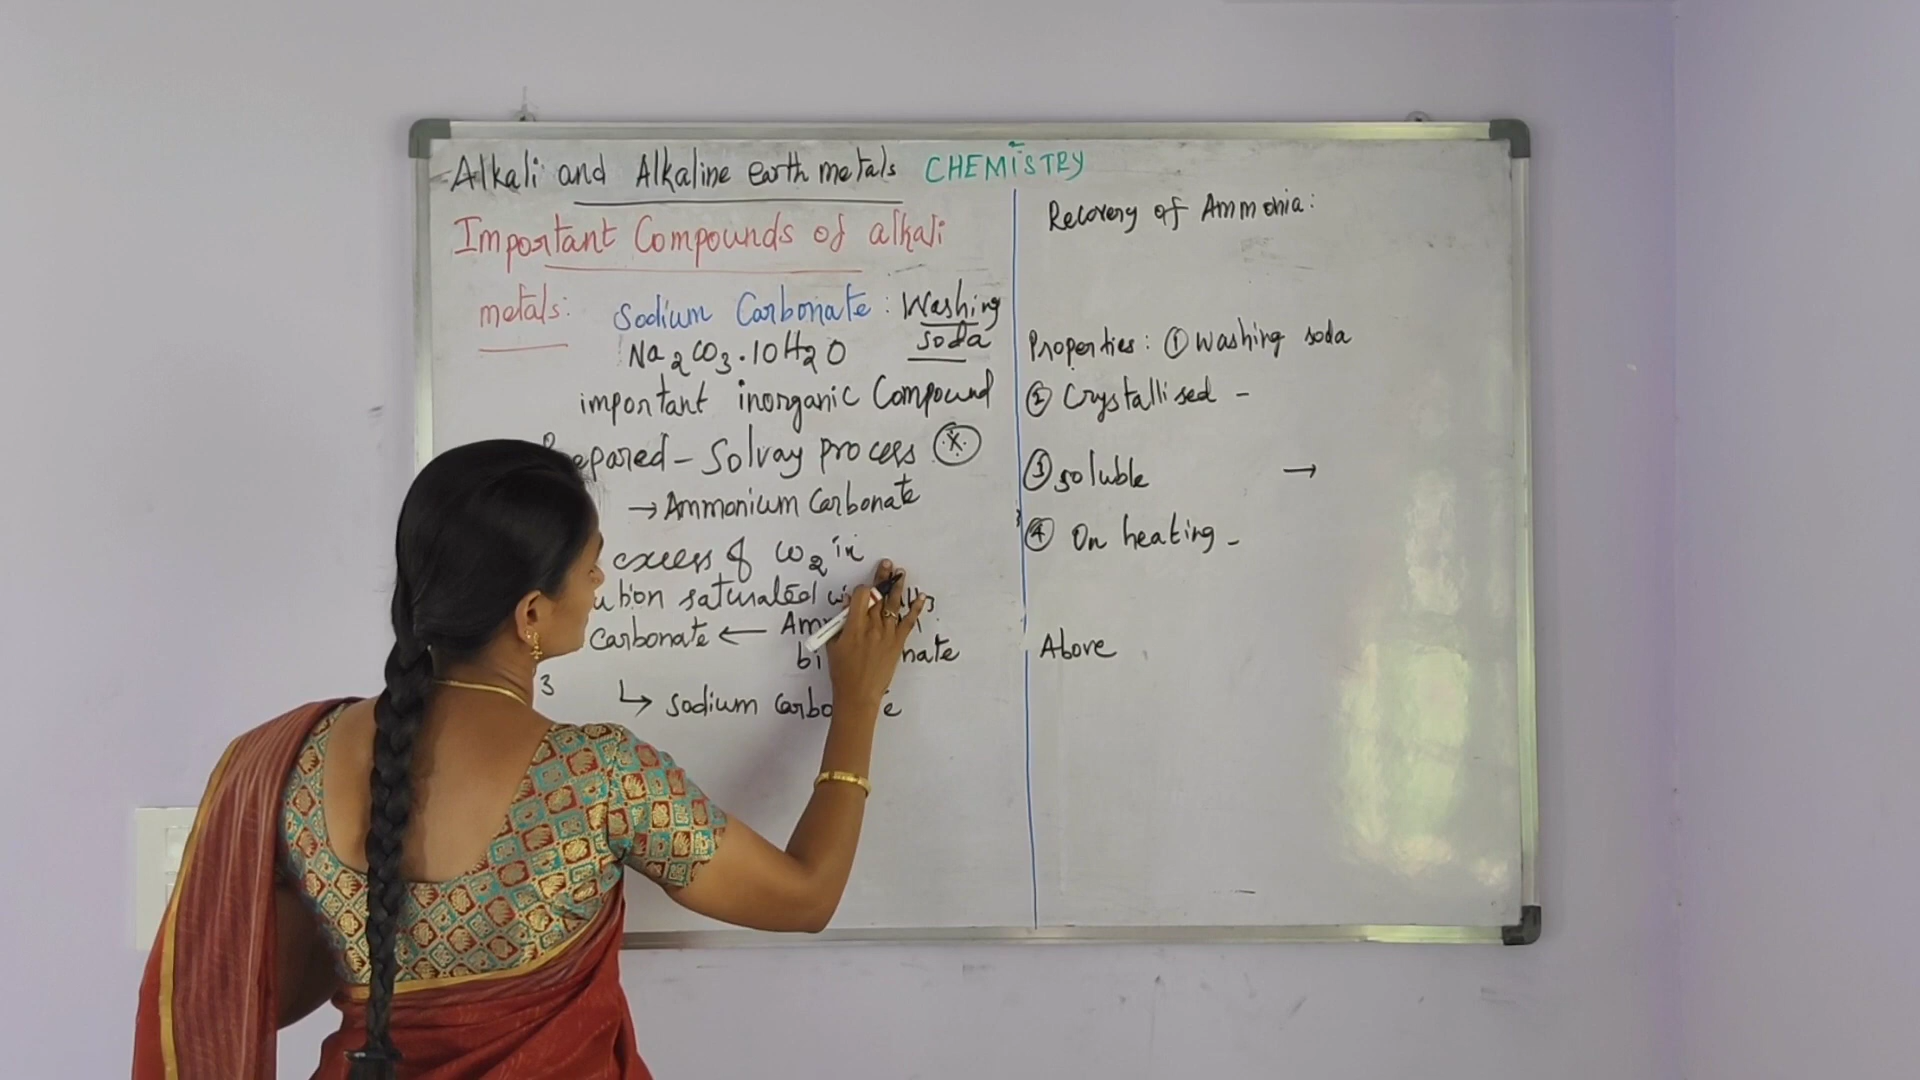 Alkali and Alkaline earth metals CHEMISTRY
Important Compounds of alkali
metals: Sodium Carbonate: Washing
soda
Na2CO3.10H2O
important inorganic Compound
Prepared - Solvay process
→ Ammonium Carbonate
excess of CO2 in
saturated
Carbonate ←
3
↳ sodium
Recovery of Ammonia:
Properties: ① Washing soda
② Crystallised -
③ soluble →
④ On heating -
Above